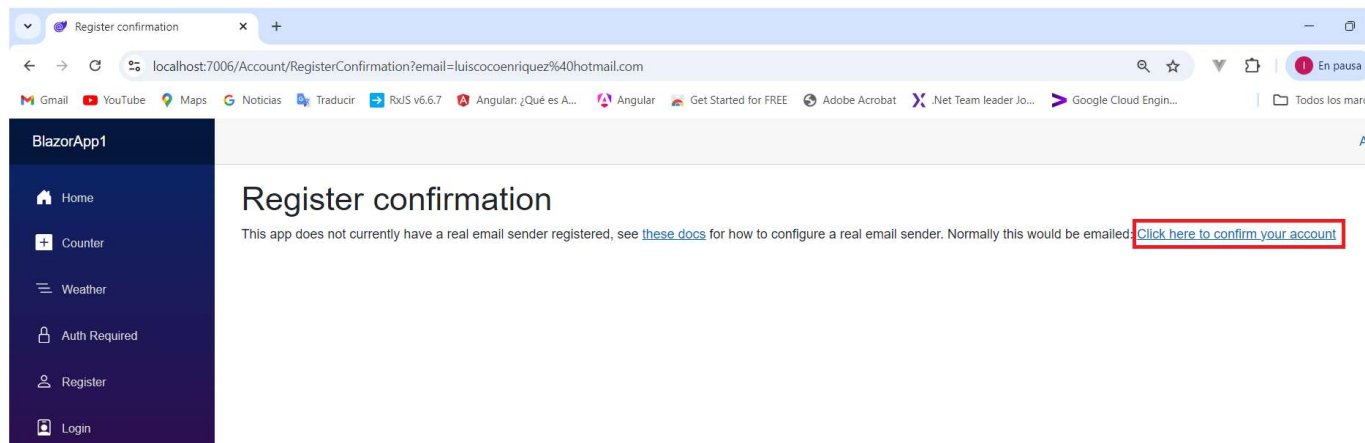 Register confirmation
localhost:7006/Account/RegisterConfirmation?email=luiscocoenriquez%40hotmail.com
I En pausa
Gmail YouTube Maps Noticias Traducir RxJS v6.6.7 Angular: ¿Qué es A... Angular Get Started for FREE Adobe Acrobat .Net Team leader Jo... Google Cloud Engin... Todos los mar
BlazorApp1
Home
Register confirmation
This app does not currently have a real email sender registered, see these docs for how to configure a real email sender. Normally this would be emailed: Click here to confirm your account
Counter
Weather
Auth Required
Register
Login